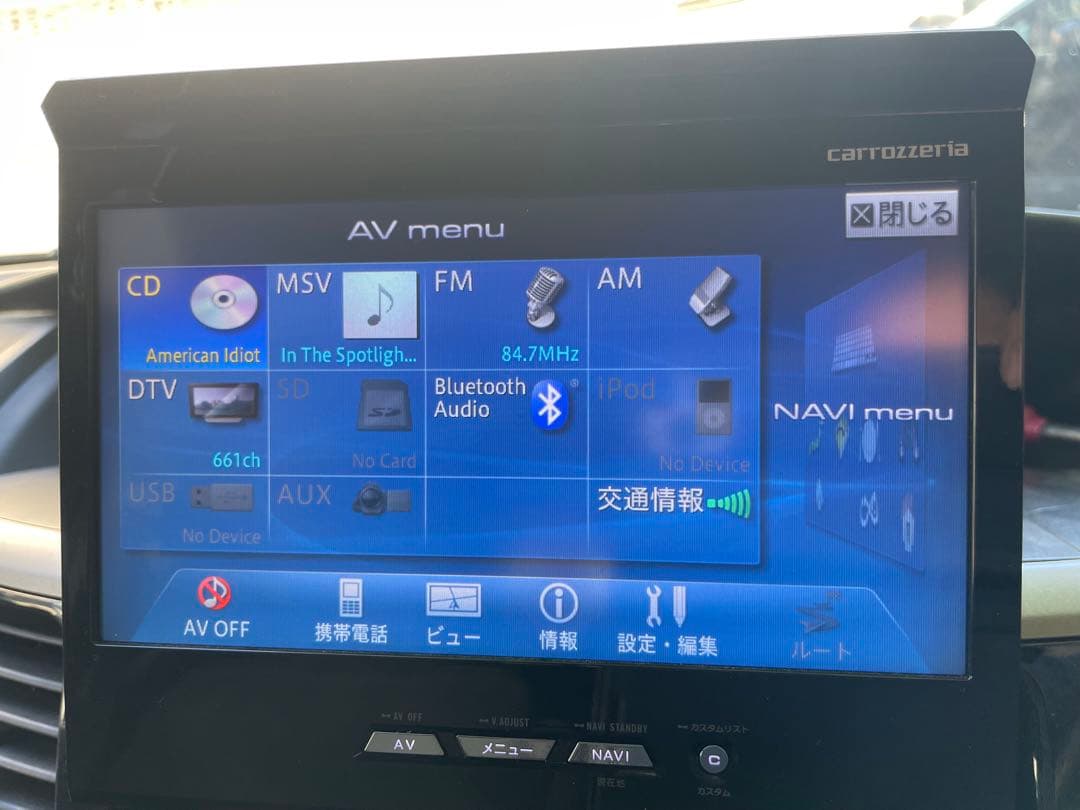 carrozzeria
AV menu
閉じる
CD
American Idiot
MSV
In The Spotligh...
FM
84.7MHz
AM
DTV
661ch
SD
No Card
Bluetooth
Audio
iPod
No Device
NAVI menu
USB
No Device
AUX
交通情報
AV OFF
携帯電話
ビュー
情報
設定・編集
ルート
AV OFF
V.ADJUST
NAVI STANDBY
カスタムリスト
AV
メニュー
NAVI
C
現在地
カスタム